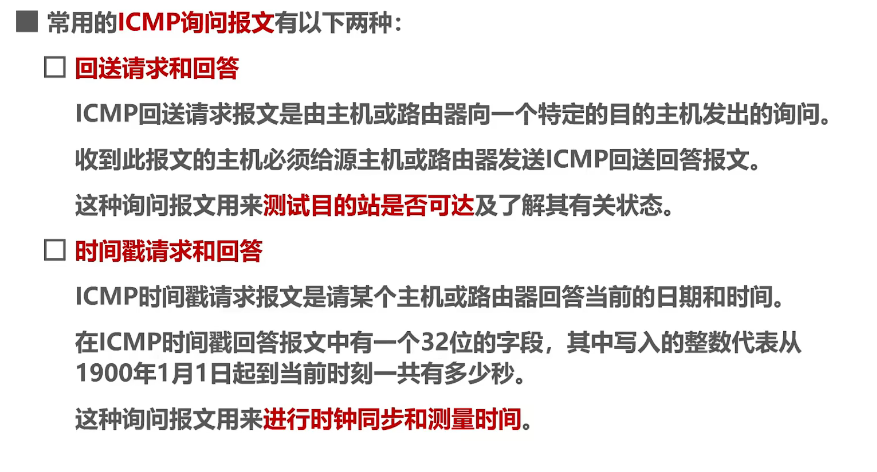 常用的ICMP询问报文有以下两种：
回送请求和回答
ICMP回送请求报文是由主机或路由器向一个特定的目的主机发出的询问。
收到此报文的主机必须给源主机或路由器发送ICMP回送回答报文。
这种询问报文用来测试目的站是否可达及了解其有关状态。
时间戳请求和回答
ICMP时间戳请求报文是请某个主机或路由器回答当前的日期和时间。
在ICMP时间戳回答报文中有一个32位的字段，其中写入的整数代表从
1900年1月1日起到当前时刻一共有多少秒。
这种询问报文用来进行时钟同步和测量时间。